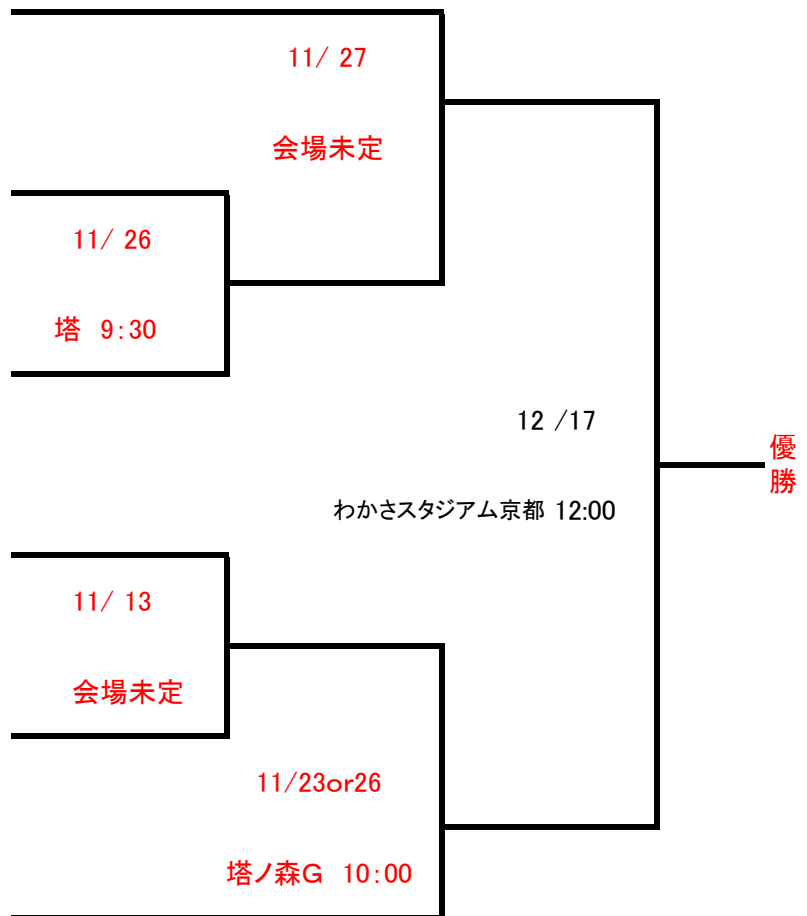 11/ 27
会場未定
11/ 26
塔 9:30
12 /17
優勝
わかさスタジアム京都 12:00
11/ 13
会場未定
11/23or26
塔ノ森G 10:00